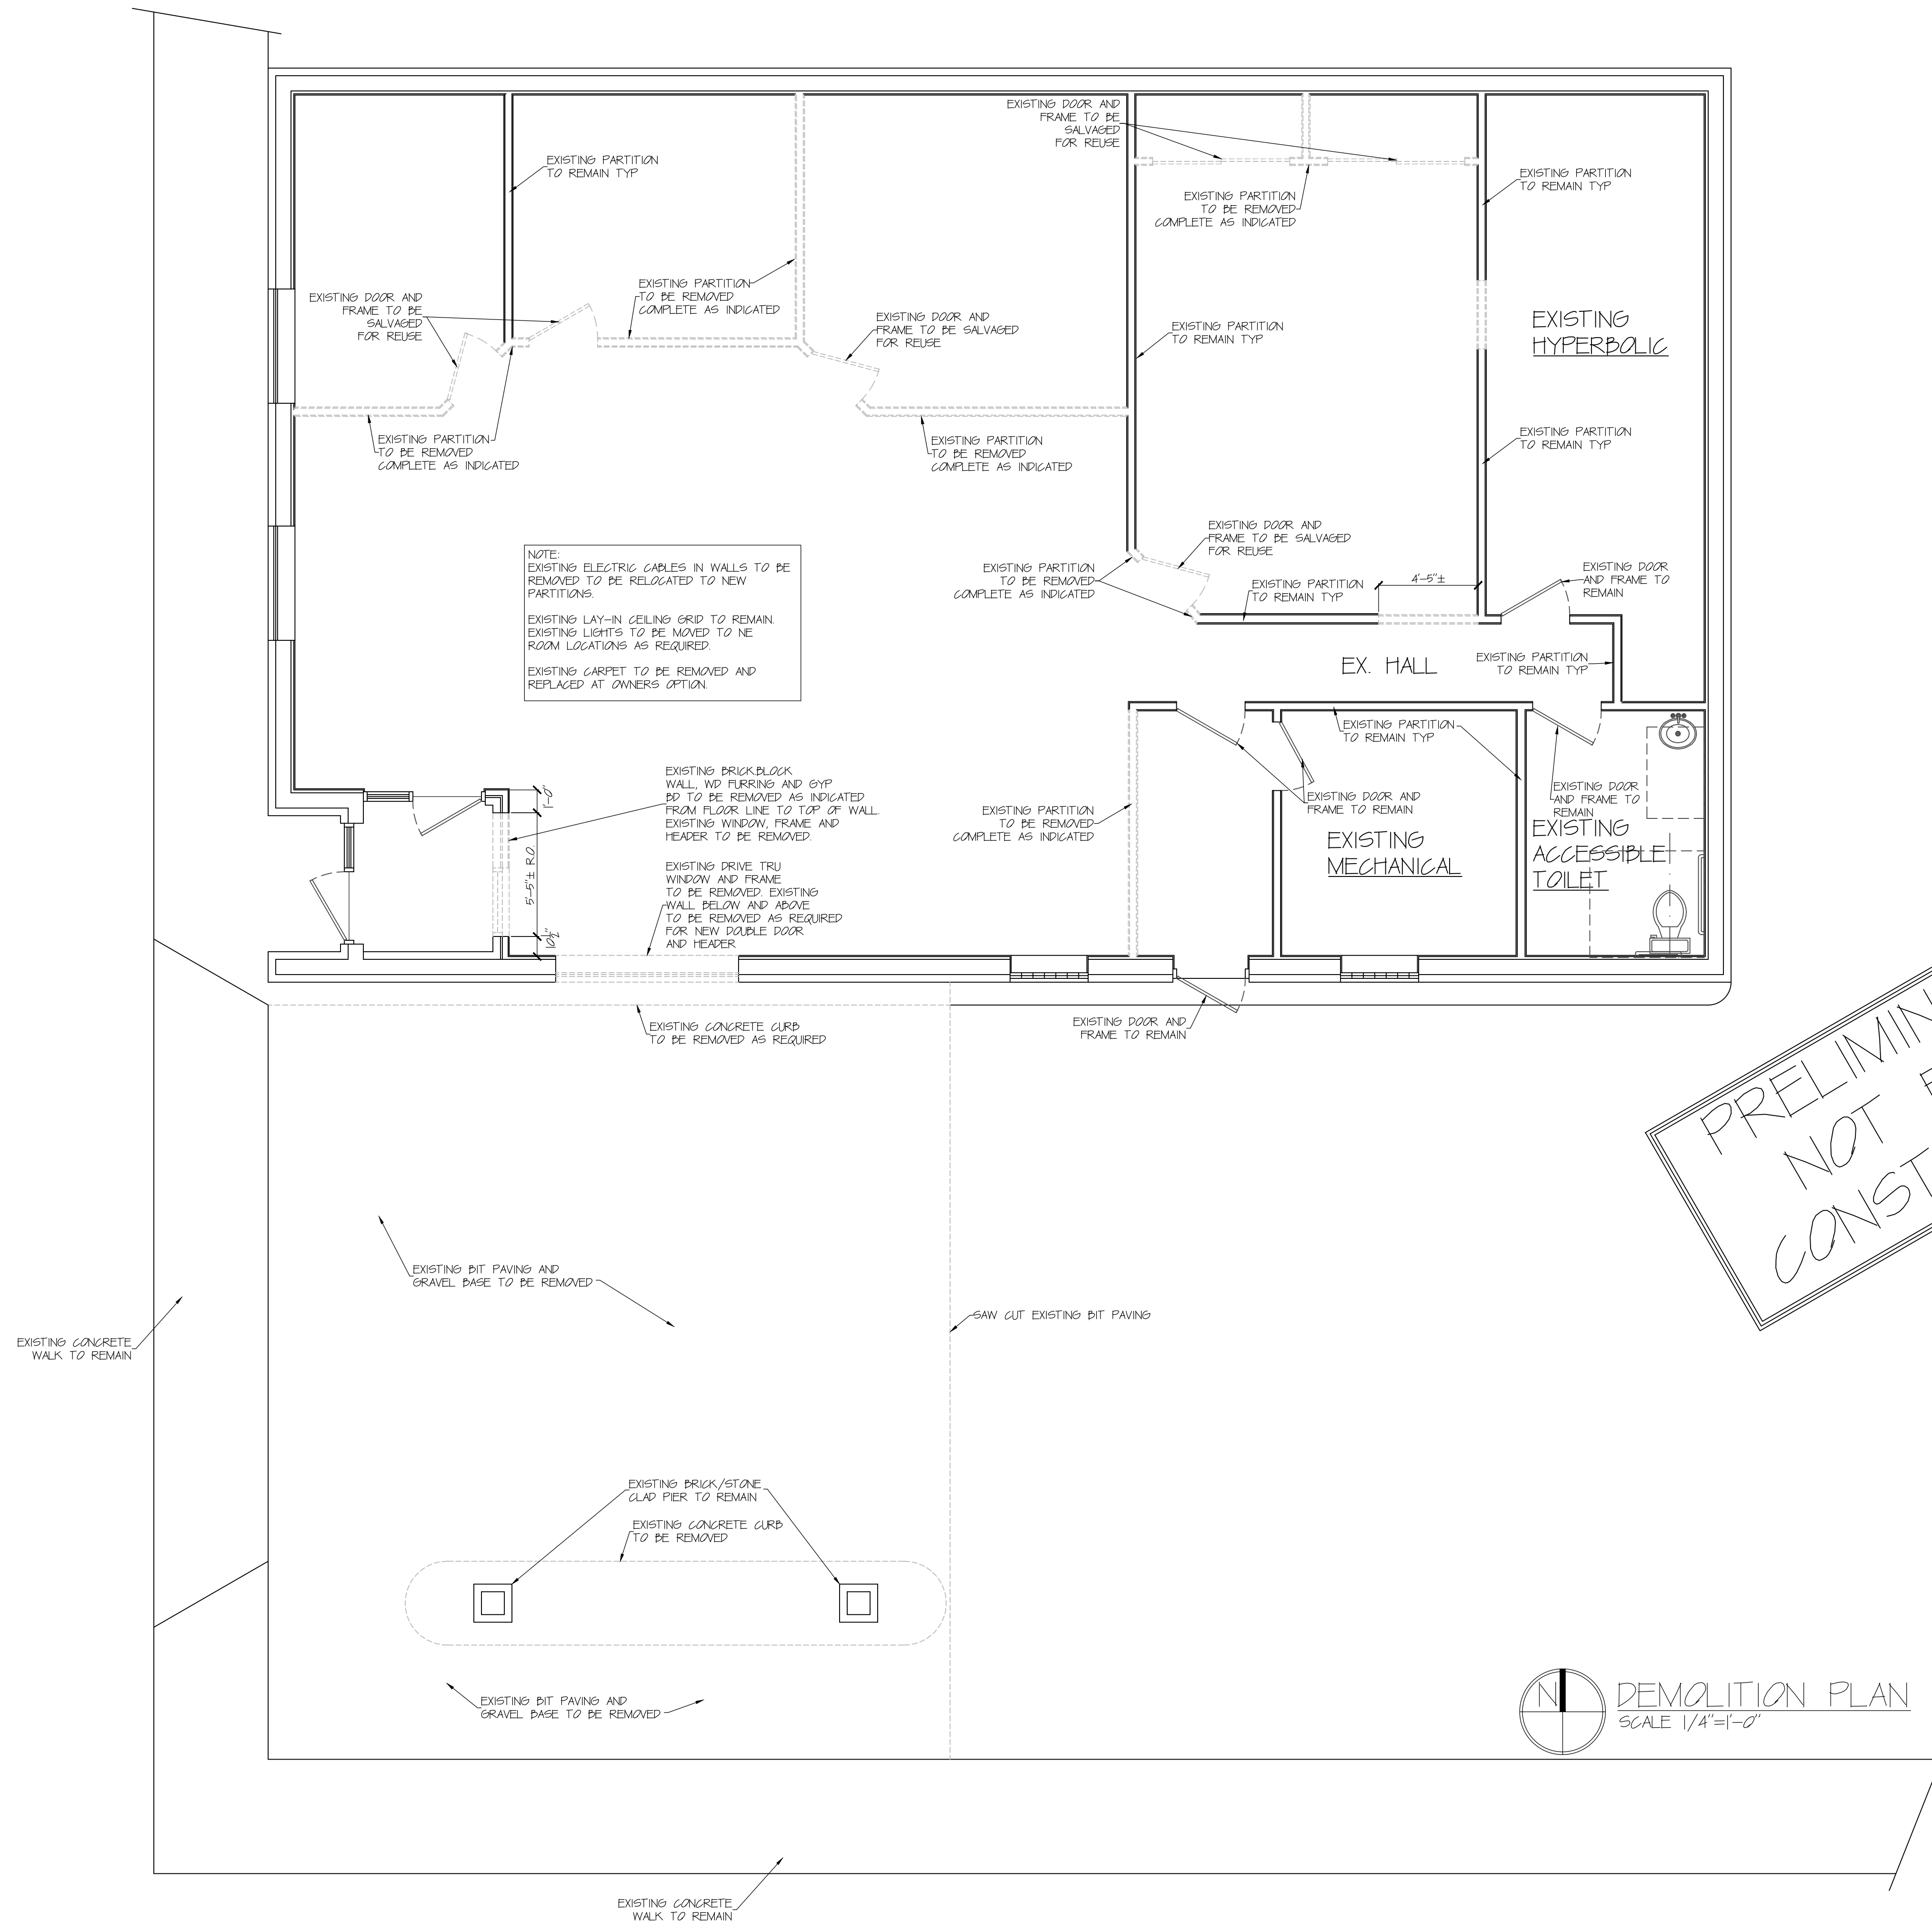 EXISTING DOOR AND
FRAME TO BE
SALVAGED
FOR REUSE
EXISTING PARTITION
TO REMAIN TYP
EXISTING PARTITION
TO BE REMOVED
COMPLETE AS INDICATED
EXISTING PARTITION
TO REMAIN TYP
EXISTING DOOR AND
FRAME TO BE
SALVAGED
FOR REUSE
EXISTING PARTITION
TO BE REMOVED
COMPLETE AS INDICATED
EXISTING DOOR AND
FRAME TO BE SALVAGED
FOR REUSE
EXISTING PARTITION
TO REMAIN TYP
EXISTING
HYPERBOLIC
EXISTING PARTITION
TO BE REMOVED
COMPLETE AS INDICATED
EXISTING PARTITION
TO BE REMOVED
COMPLETE AS INDICATED
EXISTING PARTITION
TO REMAIN TYP
NOTE:
EXISTING ELECTRIC CABLES IN WALLS TO BE
REMOVED TO BE RELOCATED TO NEW
PARTITIONS.
EXISTING LAY-IN CEILING GRID TO REMAIN.
EXISTING LIGHTS TO BE MOVED TO NE
ROOM LOCATIONS AS REQUIRED.
EXISTING CARPET TO BE REMOVED AND
REPLACED AT OWNERS OPTION.
EXISTING DOOR AND
FRAME TO BE SALVAGED
FOR REUSE
EXISTING PARTITION
TO BE REMOVED
COMPLETE AS INDICATED
EXISTING PARTITION
TO REMAIN TYP
4'-5"±
EXISTING DOOR
AND FRAME TO
REMAIN
EX. HALL
EXISTING PARTITION
TO REMAIN TYP
EXISTING PARTITION
TO REMAIN TYP
1'-0"
5'-5"± R.O.
10½"
EXISTING BRICK.BLOCK
WALL, WD FURRING AND GYP
BD TO BE REMOVED AS INDICATED
FROM FLOOR LINE TO TOP OF WALL.
EXISTING WINDOW, FRAME AND
HEADER TO BE REMOVED.
EXISTING DRIVE TRU
WINDOW AND FRAME
TO BE REMOVED. EXISTING
WALL BELOW AND ABOVE
TO BE REMOVED AS REQUIRED
FOR NEW DOUBLE DOOR
AND HEADER
EXISTING PARTITION
TO BE REMOVED
COMPLETE AS INDICATED
EXISTING DOOR AND
FRAME TO REMAIN
EXISTING
MECHANICAL
EXISTING DOOR
AND FRAME TO
REMAIN
EXISTING
ACCESSIBLE
TOILET
EXISTING CONCRETE CURB
TO BE REMOVED AS REQUIRED
EXISTING DOOR AND
FRAME TO REMAIN
PRELIMIN
NOT F
CONST
EXISTING BIT PAVING AND
GRAVEL BASE TO BE REMOVED
SAW CUT EXISTING BIT PAVING
EXISTING CONCRETE
WALK TO REMAIN
EXISTING BRICK/STONE
CLAD PIER TO REMAIN
EXISTING CONCRETE CURB
TO BE REMOVED
EXISTING BIT PAVING AND
GRAVEL BASE TO BE REMOVED
N
DEMOLITION PLAN
SCALE 1/4"=1'-0"
EXISTING CONCRETE
WALK TO REMAIN